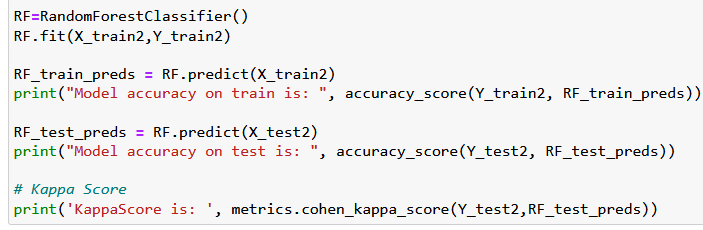 RF=RandomForestClassifier()
RF.fit(X_train2,Y_train2)
RF_train_preds = RF.predict(X_train2)
print("Model accuracy on train is: ", accuracy_score(Y_train2, RF_train_preds))
RF_test_preds = RF.predict(X_test2)
print("Model accuracy on test is: ", accuracy_score(Y_test2, RF_test_preds))
# Kappa Score
print('KappaScore is: ', metrics.cohen_kappa_score(Y_test2,RF_test_preds))